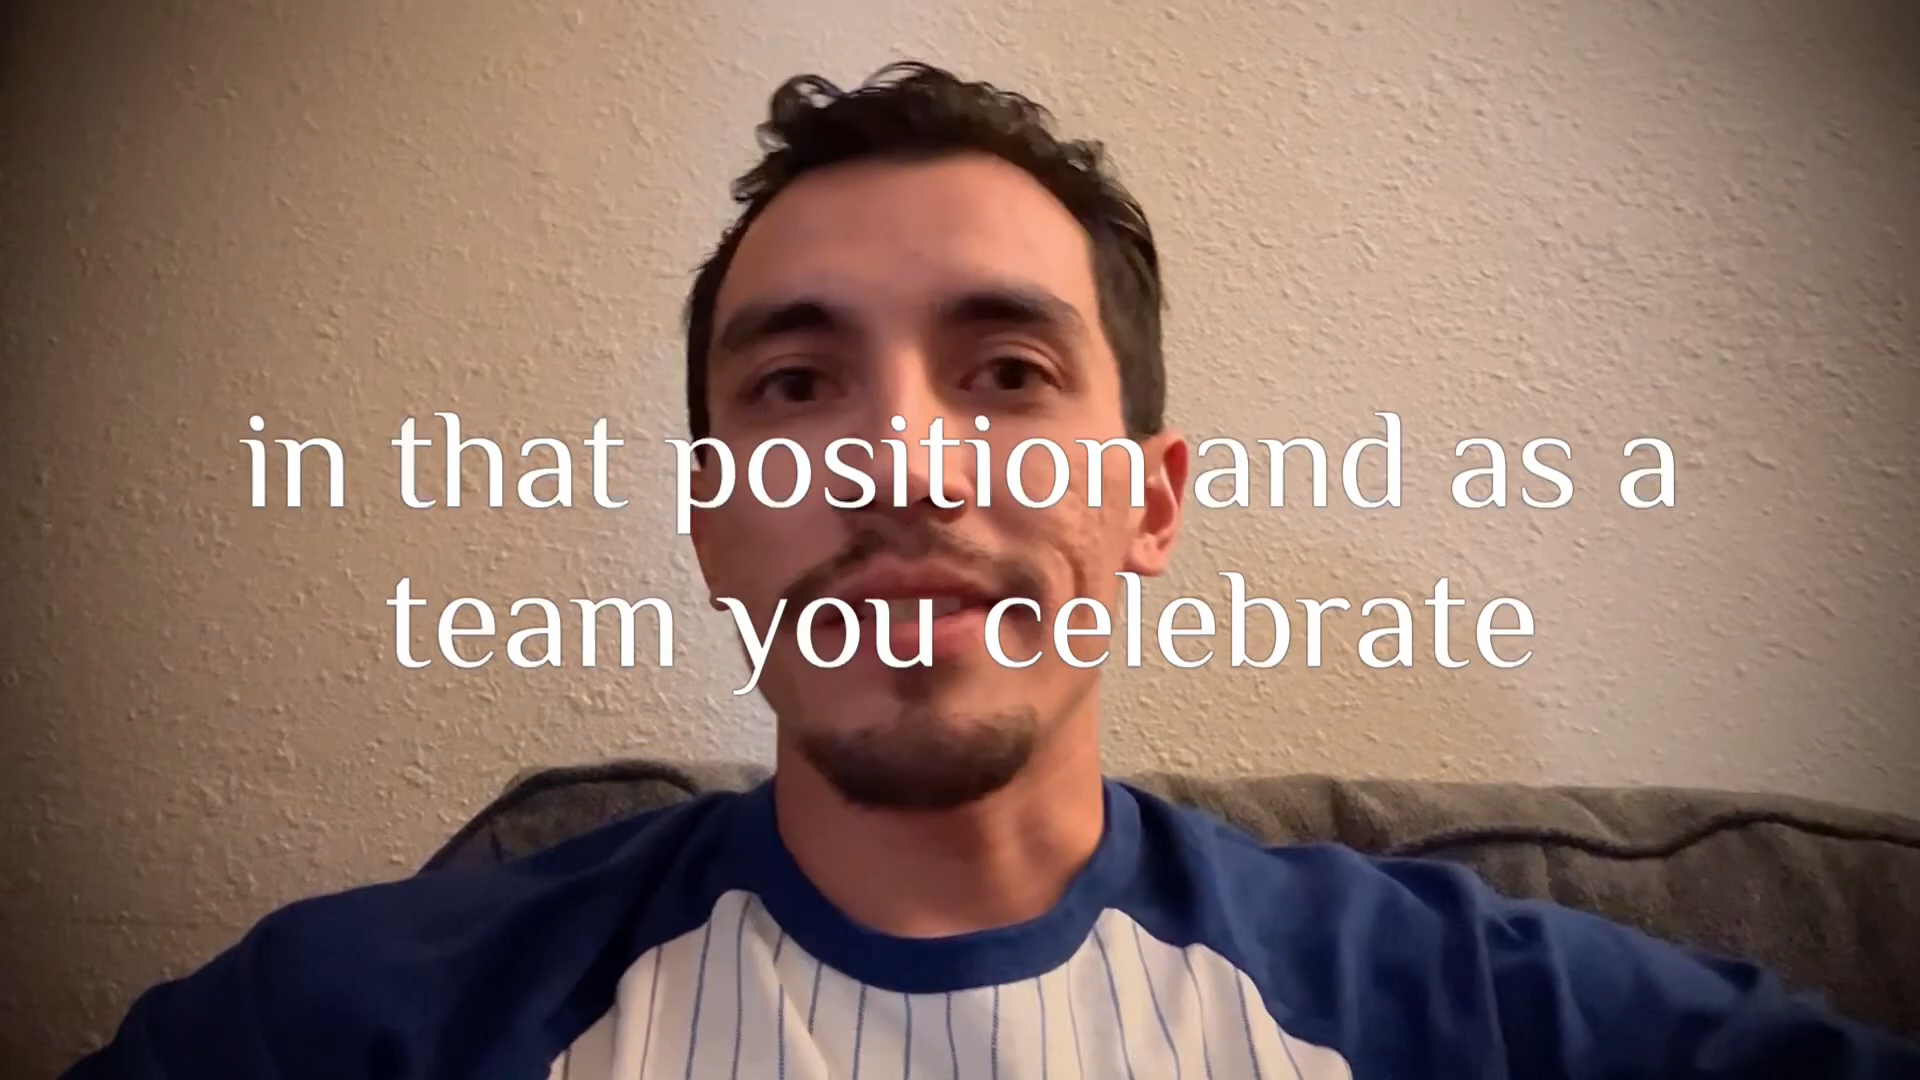 in that position and as a
team you celebrate